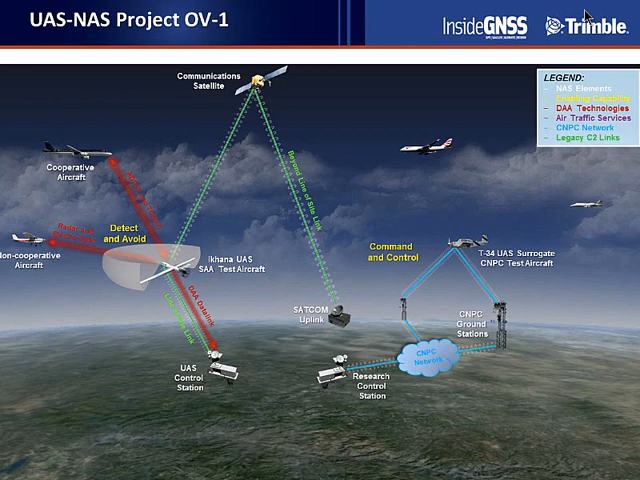 UAS-NAS Project OV-1
InsideGNSS
Trimble
Communications
Satellite
LEGEND:
NAS Elements
Enabling Capability
DAA Technologies
Air Traffic Services
CNPC Network
Legacy C2 Links
Cooperative
Aircraft
Beyond Line of Site Link
Detect
and Avoid
Non-cooperative
Aircraft
Ikhana UAS
SAA Test Aircraft
Command
and Control
T-34 UAS Surrogate
CNPC Test Aircraft
DAA Datalink
SATCOM
Uplink
CNPC
Ground
Stations
CNPC
Network
UAS
Control
Station
Research
Control
Station